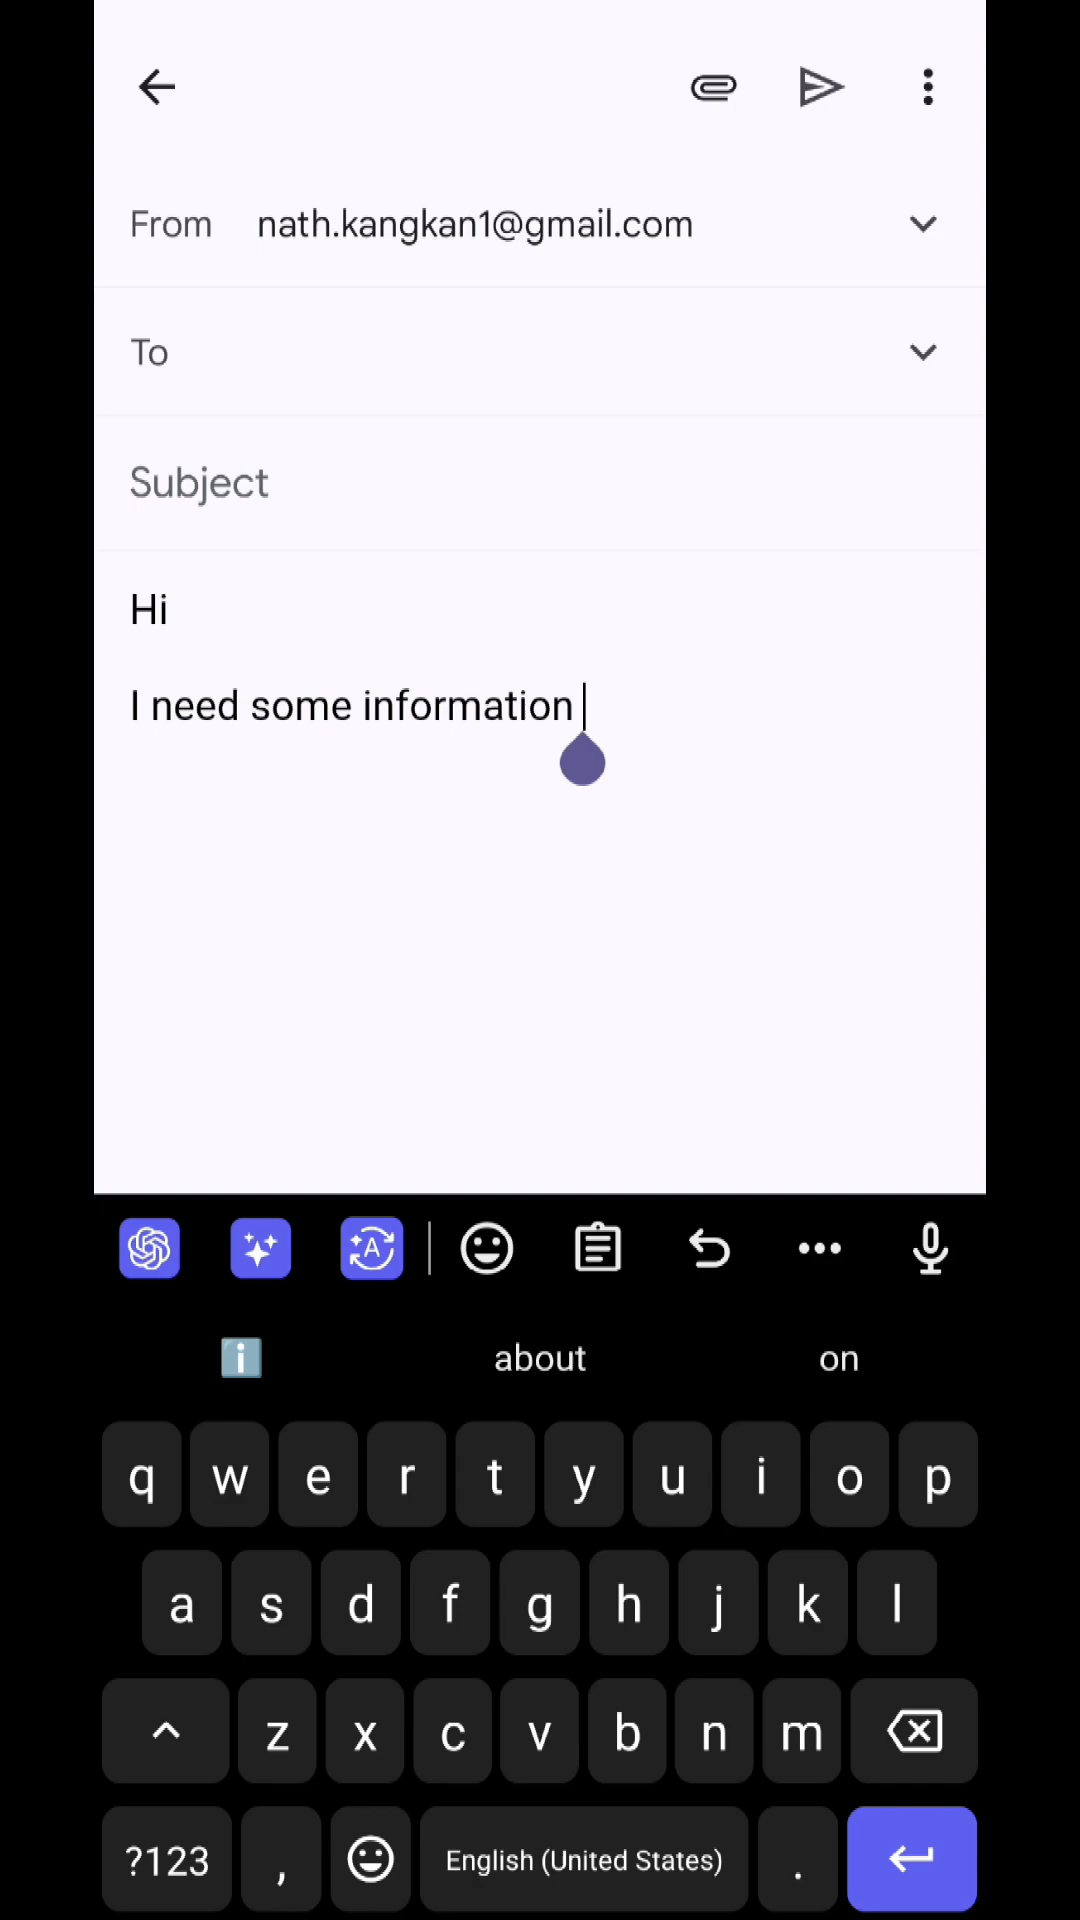 From nath.kangkan1@gmail.com
To
Subject
Hi
I need some information
about on
q w e r t y u i o p
a s d f g h j k l
z x c v b n m
?123 , English (United States) .